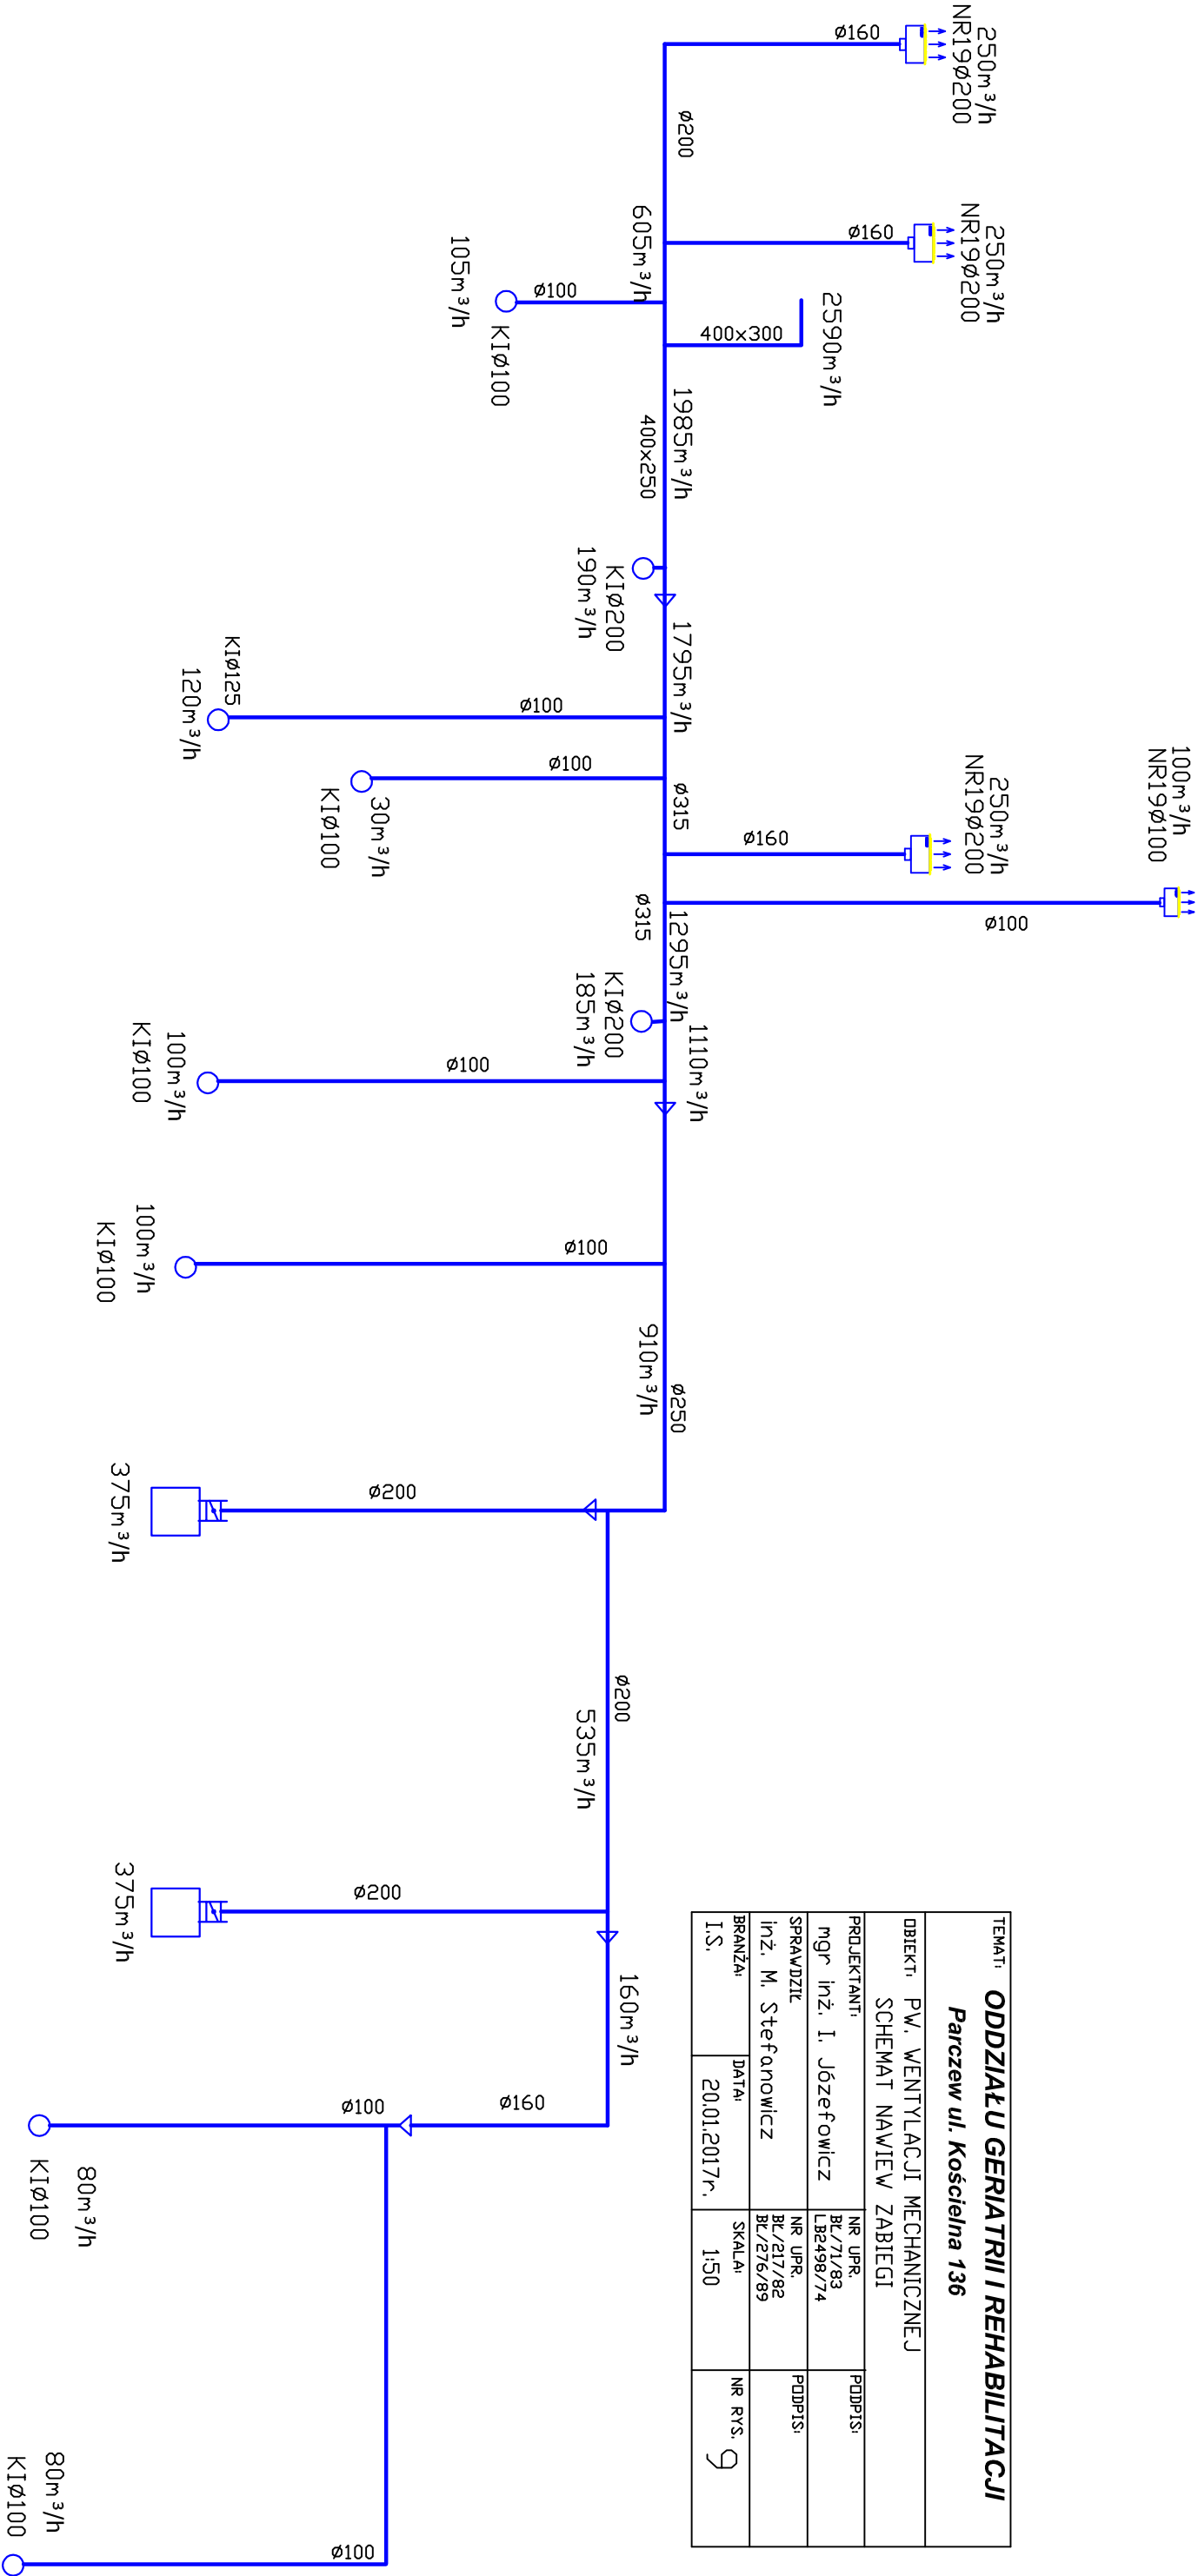 250m³/h
NR19Ø200
Ø160
Ø200
250m³/h
NR19Ø200
Ø160
605m³/h
Ø100
105m³/h
KIØ100
2590m³/h
400x300
1985m³/h
400x250
KIØ200
190m³/h
1795m³/h
Ø100
KIØ125
120m³/h
Ø100
30m³/h
KIØ100
Ø315
Ø160
250m³/h
NR19Ø200
100m³/h
NR19Ø100
Ø100
Ø315
1295m³/h
KIØ200
185m³/h
1110m³/h
Ø100
100m³/h
KIØ100
Ø100
100m³/h
KIØ100
Ø250
910m³/h
Ø200
375m³/h
Ø200
535m³/h
Ø200
375m³/h
160m³/h
Ø160
Ø100
80m³/h
KIØ100
Ø100
80m³/h
KIØ100
TEMAT: ODDZIAŁU GERIATRII I REHABILITACJI
Parczew ul. Kościelna 136
OBIEKT: PW. WENTYLACJI MECHANICZNEJ
SCHEMAT NAWIEW ZABIEGI
PROJEKTANT: NR UPR. PODPIS:
mgr inż. I. Józefowicz BŁ/71/83
LB2498/74
SPRAWDZIŁ NR UPR. PODPIS:
inż. M. Stefanowicz BŁ/217/82
BŁ/276/89
BRANŻA: DATA: SKALA: NR RYS.
I.S. 20.01.2017r. 1:50 9